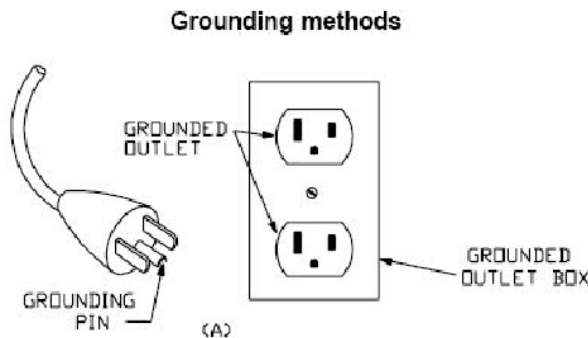 Grounding methods
GROUNDED
OUTLET
GROUNDED
OUTLET BOX
GROUNDING
PIN
(A)